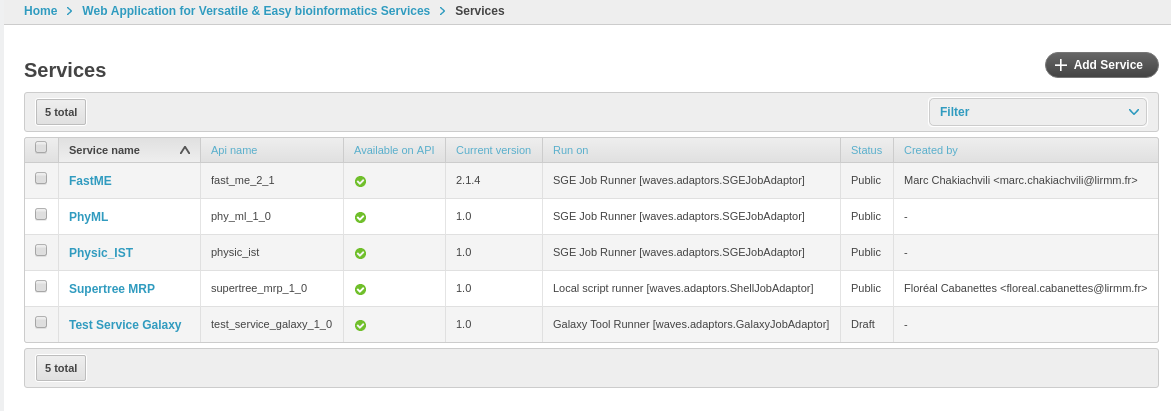 Home > Web Application for Versatile & Easy bioinformatics Services > Services
Services
Add Service
5 total
Filter
Service name Api name Available on API Current version Run on Status Created by
FastME fast_me_2_1 2.1.4 SGE Job Runner [waves.adaptors.SGEJobAdaptor] Public Marc Chakiachvili <marc.chakiachvili@lirmm.fr>
PhyML phy_ml_1_0 1.0 SGE Job Runner [waves.adaptors.SGEJobAdaptor] Public -
Physic_IST physic_ist 1.0 SGE Job Runner [waves.adaptors.SGEJobAdaptor] Public -
Supertree MRP supertree_mrp_1_0 1.0 Local script runner [waves.adaptors.ShellJobAdaptor] Public Floréal Cabanettes <floreal.cabanettes@lirmm.fr>
Test Service Galaxy test_service_galaxy_1_0 1.0 Galaxy Tool Runner [waves.adaptors.GalaxyJobAdaptor] Draft -
5 total